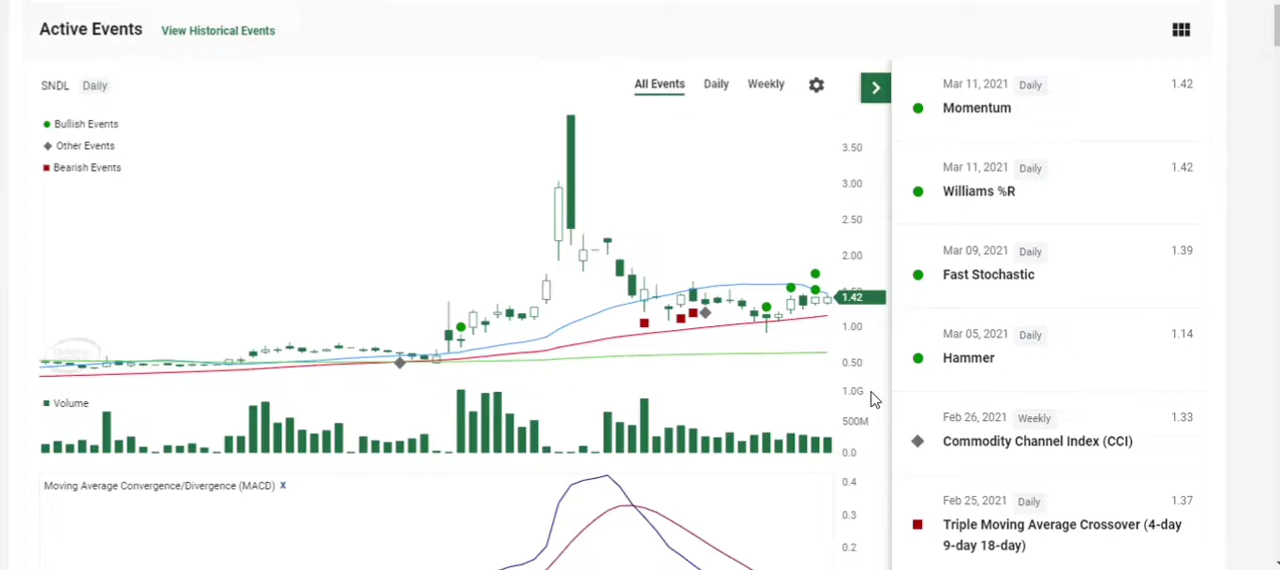 Active Events View Historical Events
SNDL Daily
All Events Daily Weekly
Bullish Events
Other Events
Bearish Events
3.50
3.00
2.50
2.00
1.42
1.00
0.50
1.0G
Volume
500M
0.0
Moving Average Convergence/Divergence (MACD) X
0.4
0.3
0.2
Mar 11, 2021 Daily 1.42
Momentum
Mar 11, 2021 Daily 1.42
Williams %R
Mar 09, 2021 Daily 1.39
Fast Stochastic
Mar 05, 2021 Daily 1.14
Hammer
Feb 26, 2021 Weekly 1.33
Commodity Channel Index (CCI)
Feb 25, 2021 Daily 1.37
Triple Moving Average Crossover (4-day
9-day 18-day)